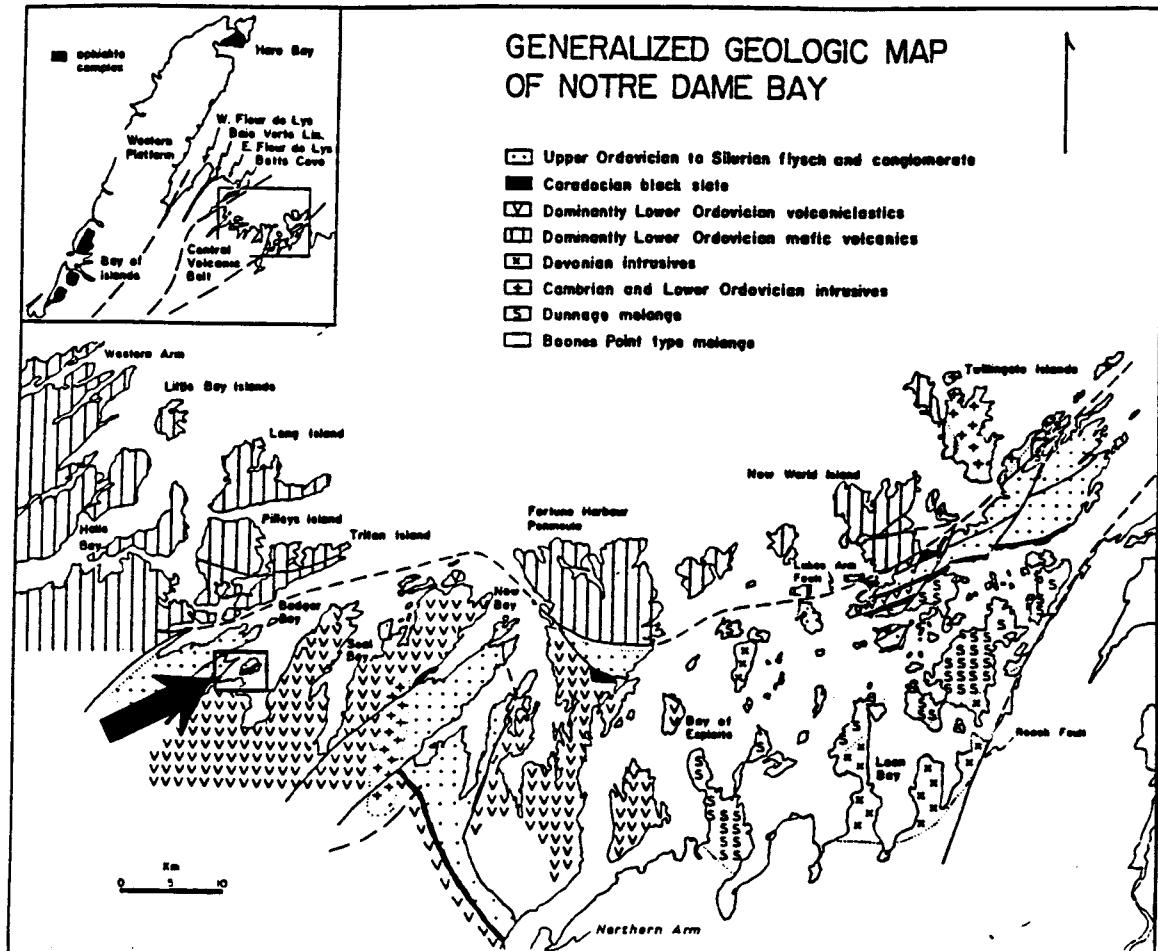 GENERALIZED GEOLOGIC MAP
OF NOTRE DAME BAY
ophiolite
complex
Hare Bay
W. Fleur de Lys
Baie Verte Lin.
E. Fleur de Lys
Betts Cove
Western
Platform
Central
Volcanic
Belt
Bay of
Islands
Upper Ordovician to Silurian flysch and conglomerate
Caradocian black slate
Dominantly Lower Ordovician volcaniclastics
Dominantly Lower Ordovician mafic volcanics
Devonian intrusives
Cambrian and Lower Ordovician intrusives
Dunnage melange
Boones Point type melange
Western Arm
Little Bay Islands
Long Island
Halls
Bay
Pilleys Island
Triton Island
Fortune Harbour
Peninsula
New World Island
Twillingate Islands
Lukes Arm
Fault
Badger
Bay
Seal
Bay
New
Bay
Bay of
Exploits
Loon
Bay
Reach Fault
Km
0 5 10
Northern Arm